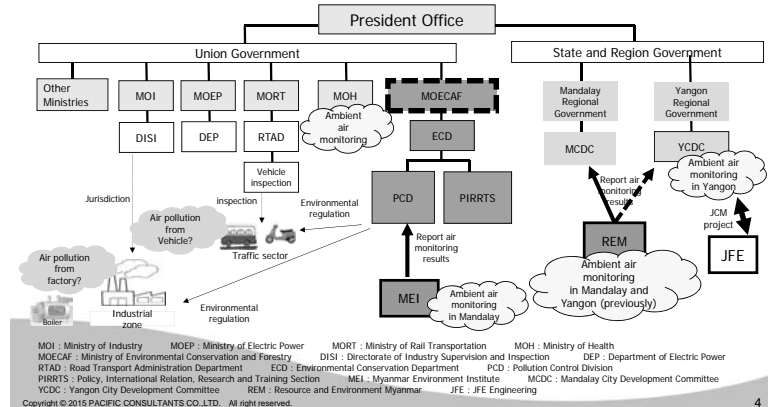 President Office
Union Government
State and Region Government
Other
Ministries
MOI
MOEP
MORT
MOH
MOECAF
Mandalay
Regional
Government
Yangon
Regional
Government
DISI
DEP
RTAD
Ambient
air
monitoring
ECD
MCDC
YCDC
Vehicle
inspection
Ambient air
monitoring
in Yangon
Jurisdiction
inspection
Environmental
regulation
PCD
PIRRTS
Report air
monitoring
results
Air pollution
from
Vehicle?
Traffic sector
Report air
monitoring
results
REM
JCM
project
JFE
Air pollution
from
factory?
Ambient air
monitoring
in Mandalay and
Yangon (previously)
MEI
Ambient air
monitoring
in Mandalay
Boiler
Industrial
zone
Environmental
regulation
MOI : Ministry of Industry MOEP : Ministry of Electric Power MORT : Ministry of Rail Transportation MOH : Ministry of Health
MOECAF : Ministry of Environmental Conservation and Forestry DISI : Directorate of Industry Supervision and Inspection DEP : Department of Electric Power
RTAD : Road Transport Administration Department ECD : Environmental Conservation Department PCD : Pollution Control Division
PIRRTS : Policy, International Relation, Research and Training Section MEI : Myanmar Environment Institute MCDC : Mandalay City Development Committee
YCDC : Yangon City Development Committee REM : Resource and Environment Myanmar JFE : JFE Engineering
Copyright © 2015 PACIFIC CONSULTANTS CO.,LTD. All right reserved.
4